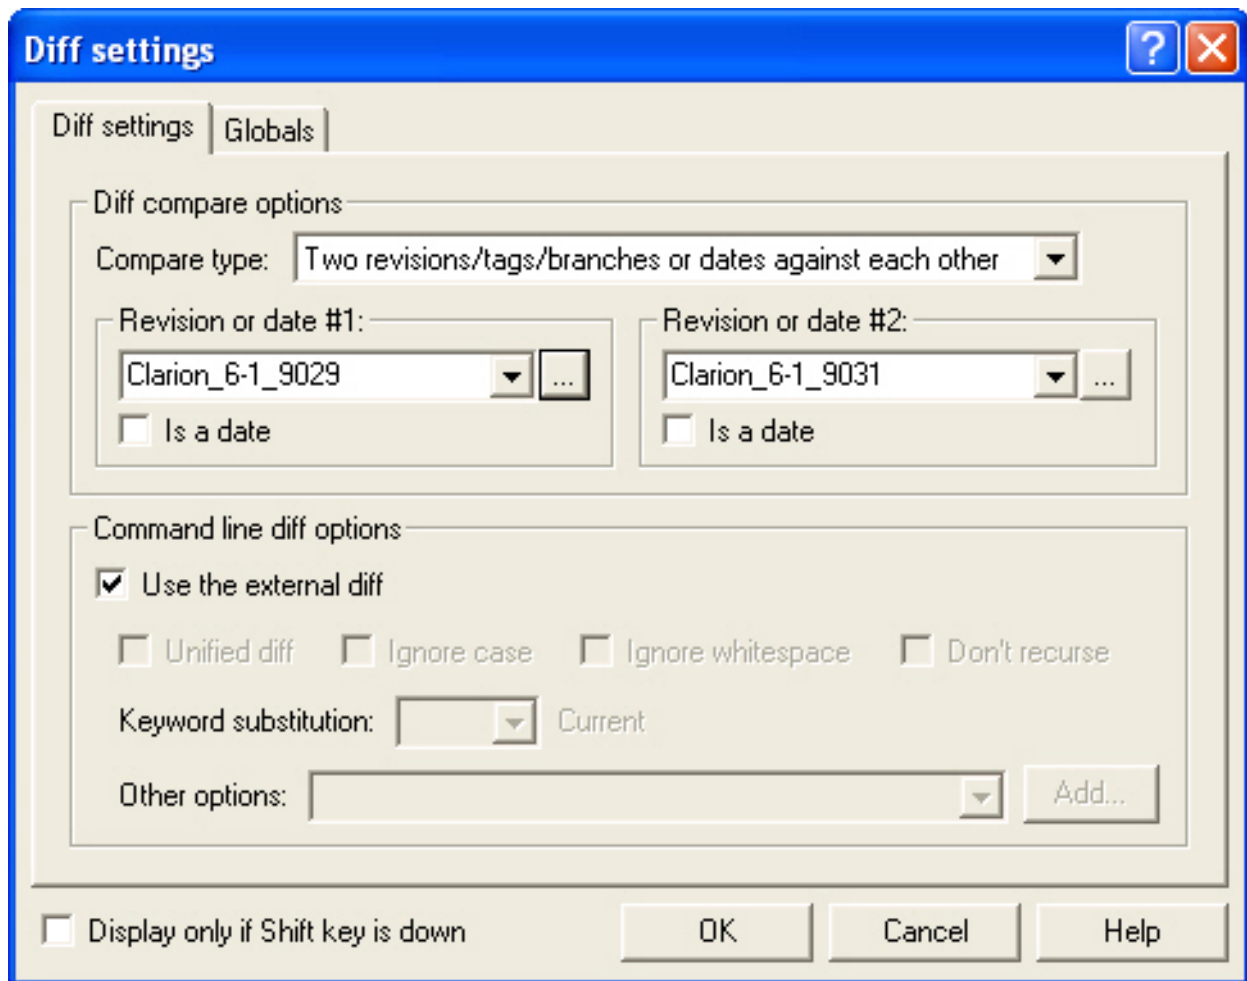 Diff settings
Diff settings Globals
Diff compare options
Compare type: Two revisions/tags/branches or dates against each other
Revision or date #1: Revision or date #2:
Clarion_6-1_9029 ... Clarion_6-1_9031 ...
Is a date Is a date
Command line diff options
Use the external diff
Unified diff Ignore case Ignore whitespace Don't recurse
Keyword substitution: Current
Other options: Add...
Display only if Shift key is down OK Cancel Help